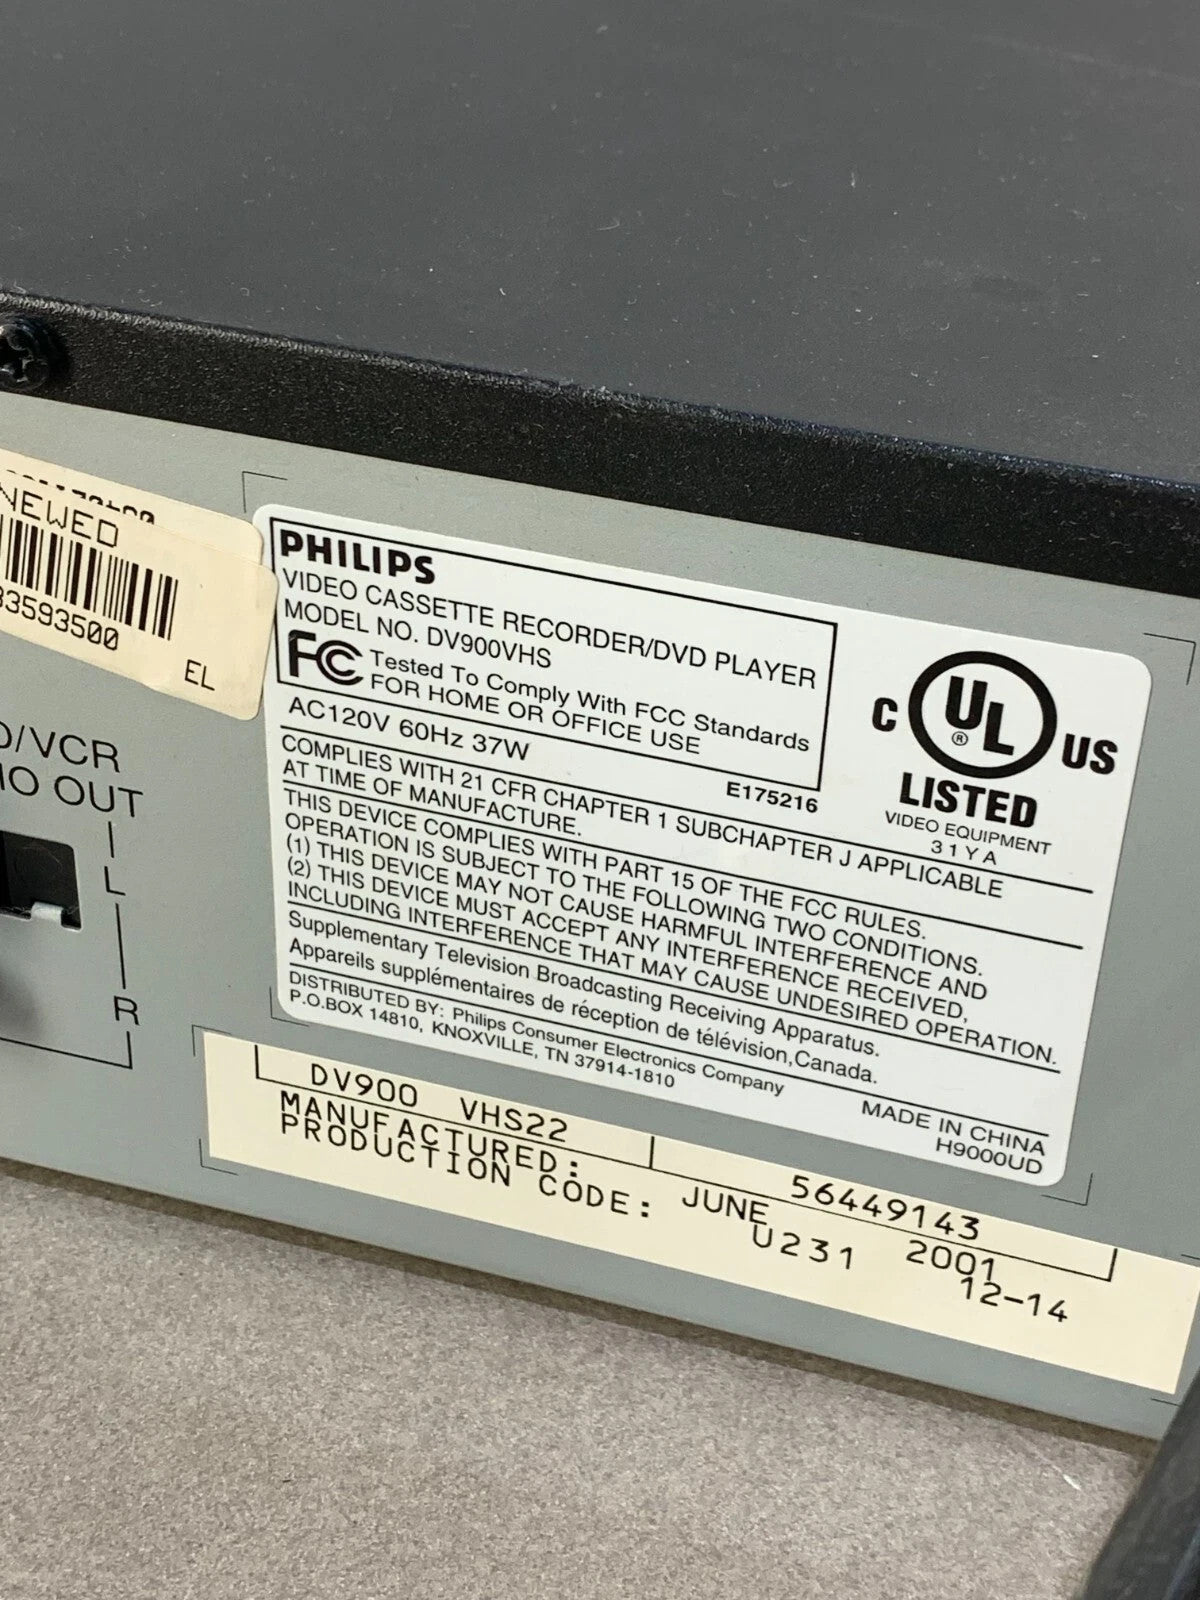 NEWED
33593500
EL
D/VCR
IO OUT
L
R
PHILIPS
VIDEO CASSETTE RECORDER/DVD PLAYER
MODEL NO. DV900VHS
FC Tested To Comply With FCC Standards
FOR HOME OR OFFICE USE
AC120V 60Hz 37W
E175216
C UL ® US
LISTED
VIDEO EQUIPMENT
31YA
COMPLIES WITH 21 CFR CHAPTER 1 SUBCHAPTER J APPLICABLE
AT TIME OF MANUFACTURE.
THIS DEVICE COMPLIES WITH PART 15 OF THE FCC RULES.
OPERATION IS SUBJECT TO THE FOLLOWING TWO CONDITIONS.
(1) THIS DEVICE MAY NOT CAUSE HARMFUL INTERFERENCE AND
(2) THIS DEVICE MUST ACCEPT ANY INTERFERENCE RECEIVED,
INCLUDING INTERFERENCE THAT MAY CAUSE UNDESIRED OPERATION.
Supplementary Television Broadcasting Receiving Apparatus.
Appareils supplémentaires de réception de télévision,Canada.
DISTRIBUTED BY: Philips Consumer Electronics Company
P.O.BOX 14810, KNOXVILLE, TN 37914-1810
MADE IN CHINA
H9000UD
DV900 VHS22 56449143
MANUFACTURED: JUNE 2001
PRODUCTION CODE: U231 12-14